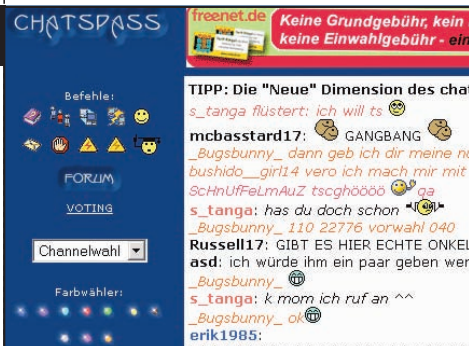 CHATSPASS
freenet.de
Keine Grundgebühr, kein
keine Einwahlgebühr - ein
Befehle:
FORUM
VOTING
Channelwahl
Farbwähler:
TIPP: Die "Neue" Dimension des chat
s_tanga flüstert: ich will ts
mcbasstard17: GANGBANG
_Bugsbunny_ dann geb ich dir meine
bushido__girl14 vero ich mach mir mit
ScHnUfFeLmAuZ tscghööööö qa
s_tanga: has du doch schon
_Bugsbunny_ 110 22776 vorwahl 040
Russell17: GIBT ES HIER ECHTE ONKEL
asd: ich würde ihm ein paar geben wer
_Bugsbunny_
s_tanga: k mom ich ruf an ^^
_Bugsbunny_ ok
erik1985: